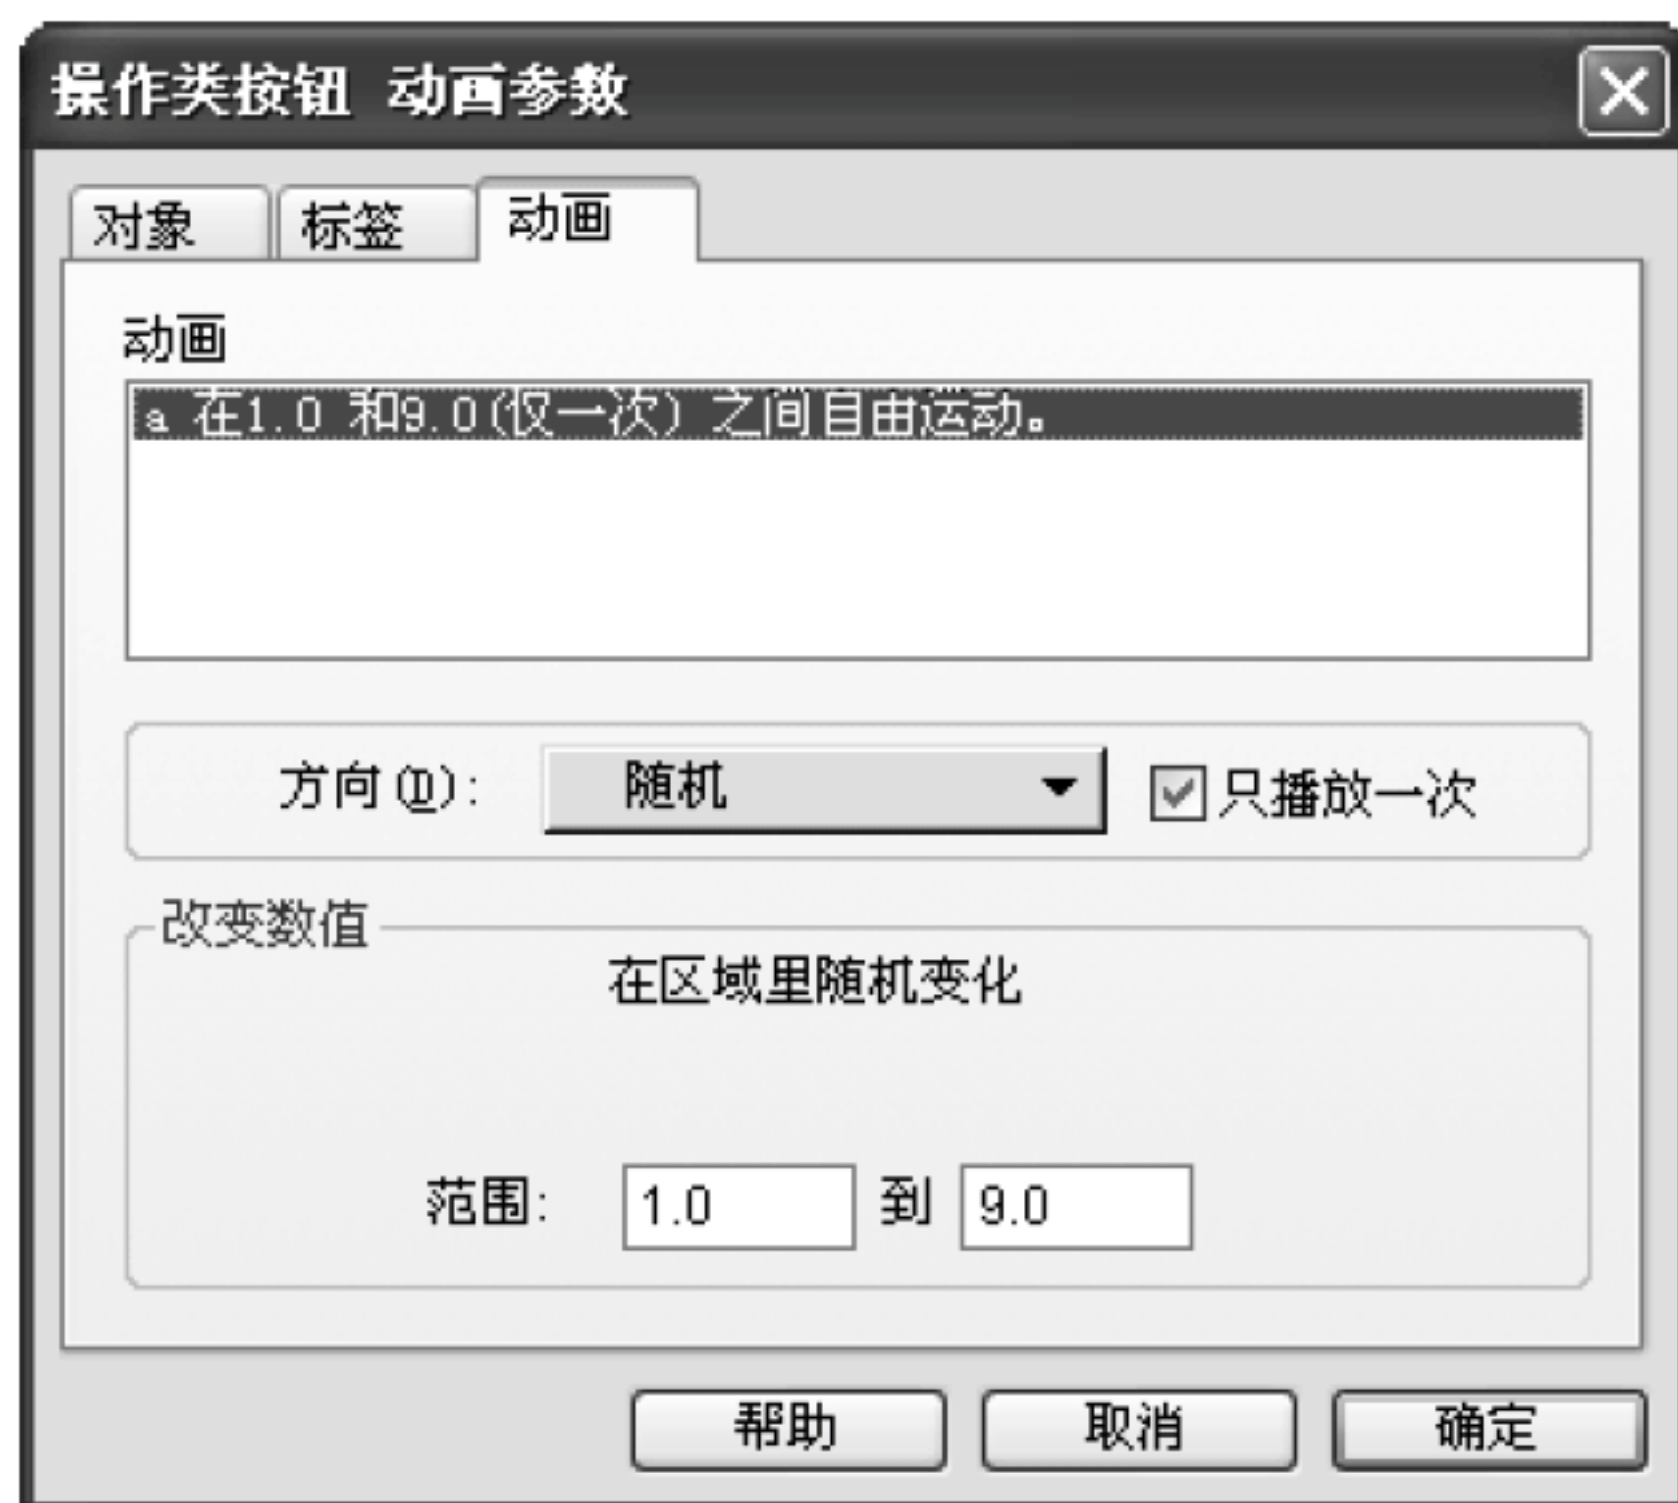 操作类按钮 动画参数
对象 标签 动画
动画
a 在1.0 和9.0(仅一次) 之间自由运动。
方向(D): 随机 只播放一次
改变数值
在区域里随机变化
范围: 1.0 到 9.0
帮助 取消 确定